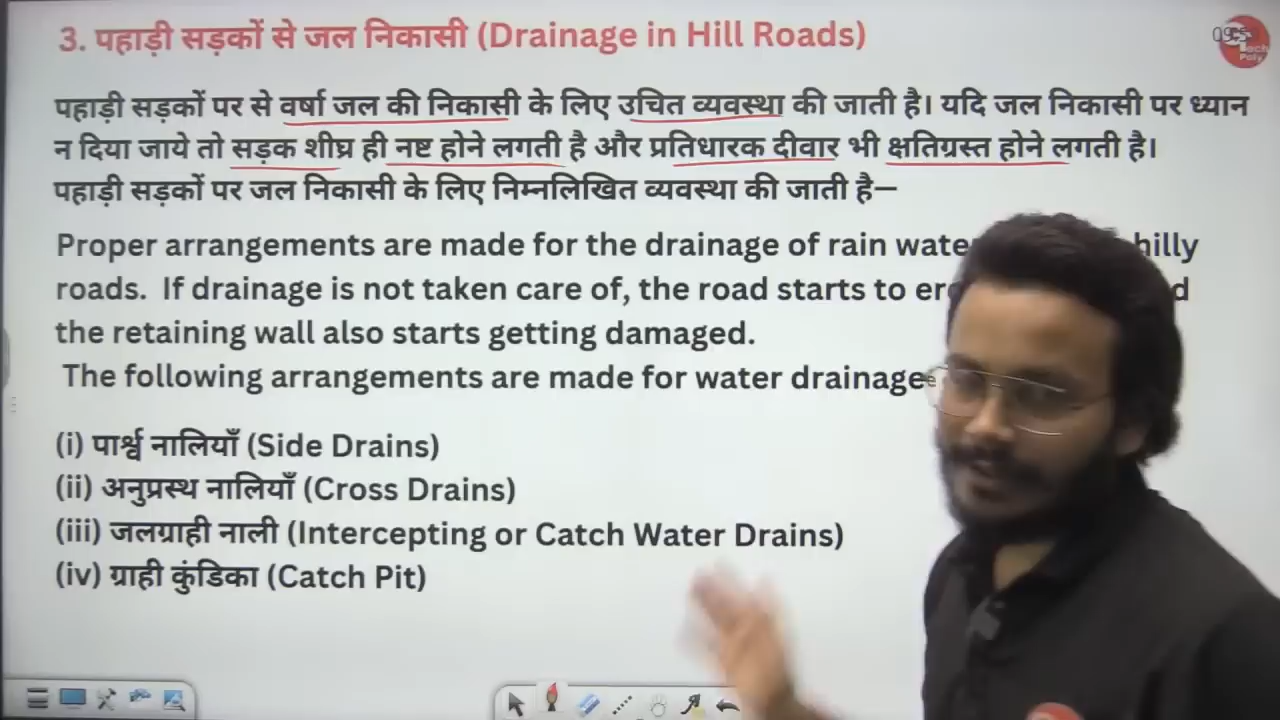 3. पहाड़ी सड़कों से जल निकासी (Drainage in Hill Roads)
पहाड़ी सड़कों पर से वर्षा जल की निकासी के लिए उचित व्यवस्था की जाती है। यदि जल निकासी पर ध्यान
न दिया जाये तो सड़क शीघ्र ही नष्ट होने लगती है और प्रतिधारक दीवार भी क्षतिग्रस्त होने लगती है।
पहाड़ी सड़कों पर जल निकासी के लिए निम्नलिखित व्यवस्था की जाती है—
Proper arrangements are made for the drainage of rain hilly
roads. If drainage is not taken care of, the road starts to
the retaining wall also starts getting damaged.
The following arrangements are made for water drainage
(i) पार्श्व नालियाँ (Side Drains)
(ii) अनुप्रस्थ नालियाँ (Cross Drains)
(iii) जलग्राही नाली (Intercepting or Catch Water Drains)
(iv) ग्राही कुंडिका (Catch Pit)